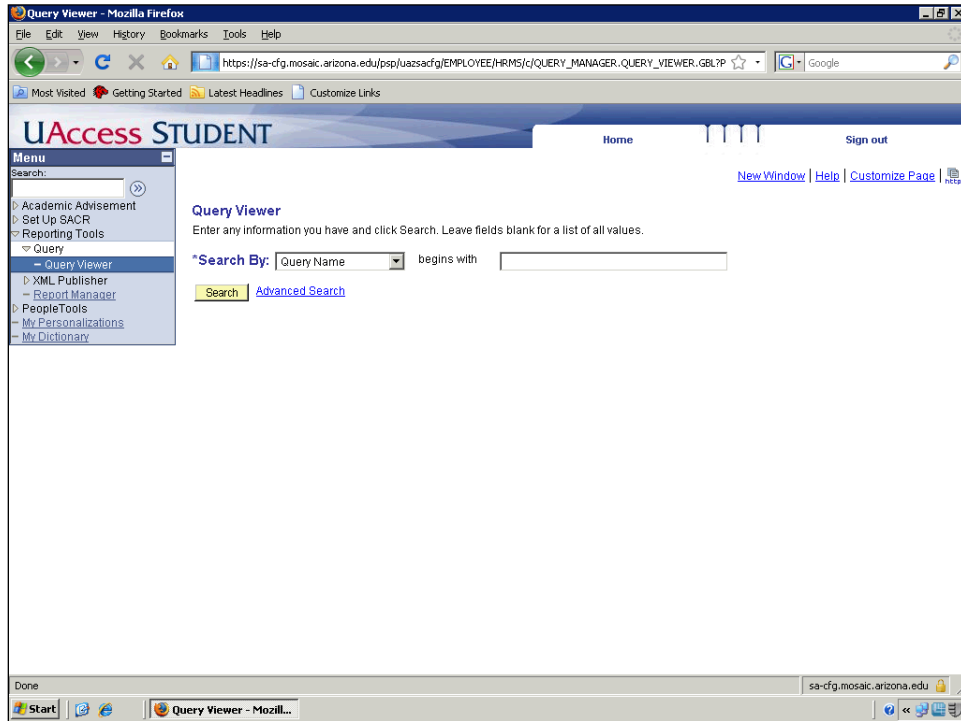 Query Viewer - Mozilla Firefox
File Edit View History Bookmarks Tools Help
https://sa-cfg.mosaic.arizona.edu/psp/uazsacfg/EMPLOYEE/HRMS/c/QUERY_MANAGER.QUERY_VIEWER.GBL?P
G Google
Most Visited Getting Started Latest Headlines Customize Links
UACCESS STUDENT
Home Sign out
Menu
Search:
New Window | Help | Customize Page | http
Academic Advisement
Set Up SACR
Reporting Tools
Query
– Query Viewer
XML Publisher
– Report Manager
PeopleTools
– My Personalizations
– My Dictionary
Query Viewer
Enter any information you have and click Search. Leave fields blank for a list of all values.
*Search By: Query Name begins with
Search Advanced Search
Done sa-cfg.mosaic.arizona.edu
Start Query Viewer - Mozill...